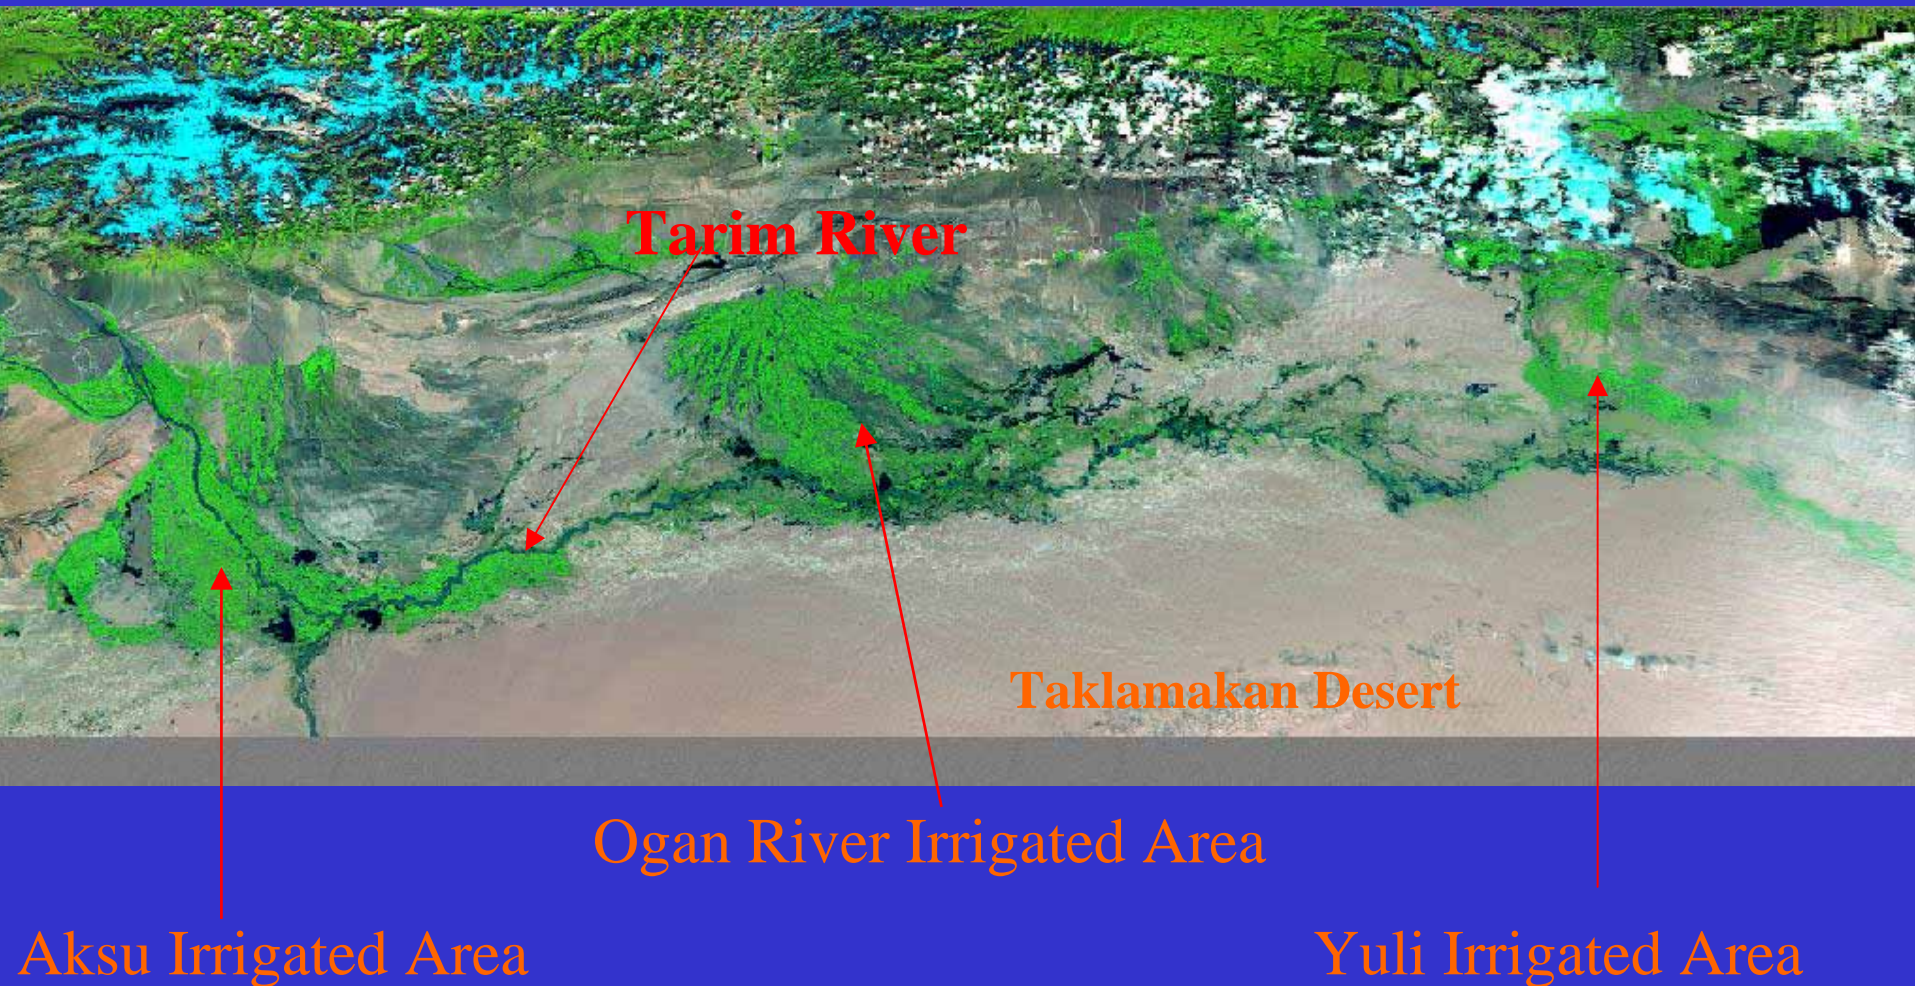 Tarim River
Taklamakan Desert
Ogan River Irrigated Area
Aksu Irrigated Area
Yuli Irrigated Area